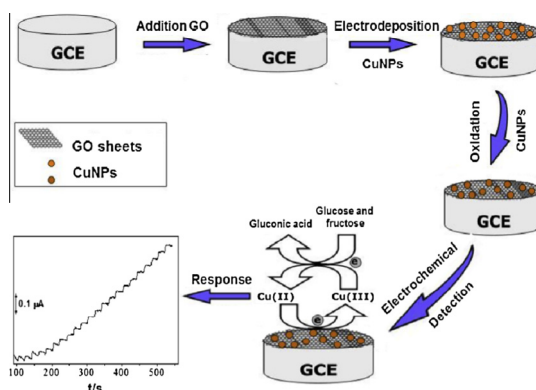 GCE
Addition GO
GCE
Electrodeposition
CuNPs
GCE
GO sheets
CuNPs
Oxidation
CuNPs
GCE
Electrochemical
Detection
Glucose and
fructose
Gluconic acid
e
Cu(II)
Cu(III)
e
GCE
Response
0.1 µA
100 200 300 400 500
t/s